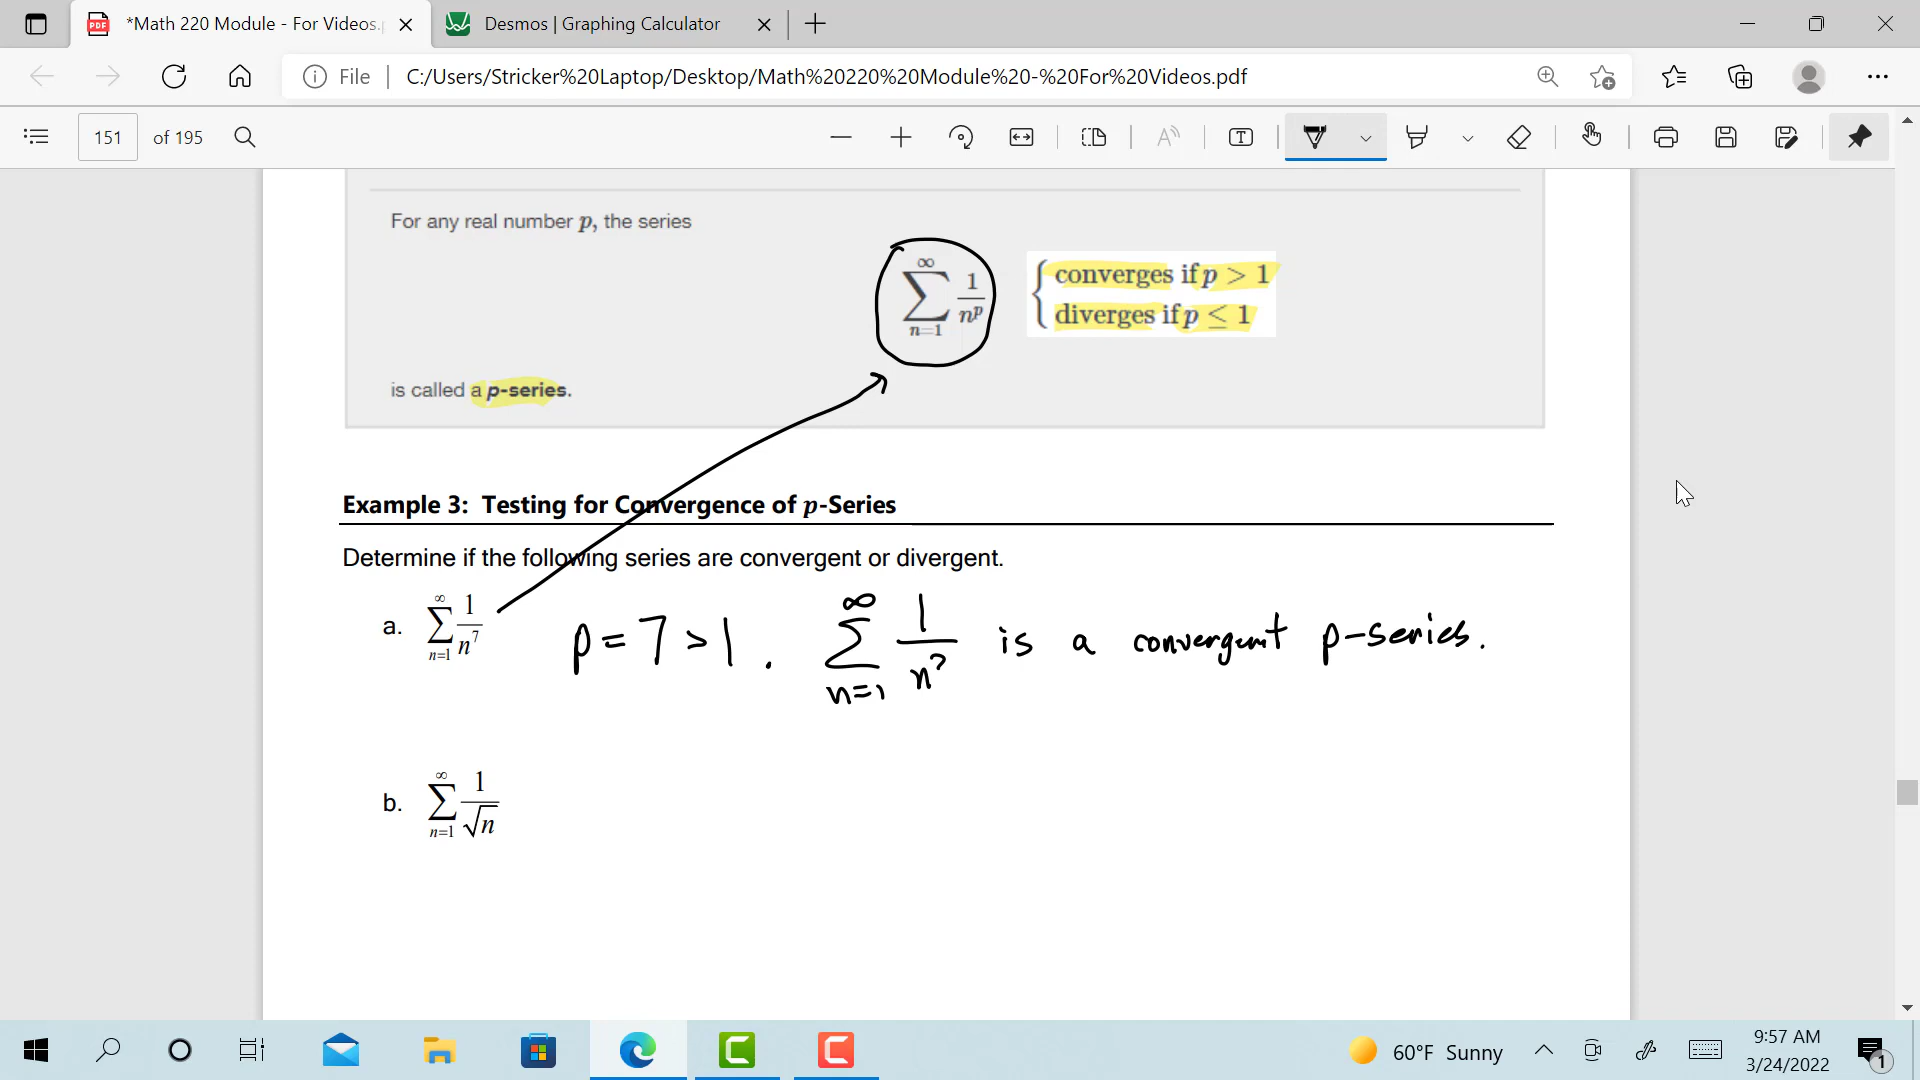 *Math 220 Module - For Videos.p
Desmos | Graphing Calculator
File
C:/Users/Stricker%20Laptop/Desktop/Math%20220%20Module%20-%20For%20Videos.pdf
151 of 195
For any real number p, the series
∞
∑ 1/n^p
n=1
{ converges if p > 1
diverges if p ≤ 1
is called a p-series.
Example 3: Testing for Convergence of p-Series
Determine if the following series are convergent or divergent.
a. ∑_{n=1}^{∞} 1/n^7 p = 7 > 1. ∑_{n=1}^{∞} 1/n^7 is a convergent p-series.
b. ∑_{n=1}^{∞} 1/√n
60°F Sunny
9:57 AM
3/24/2022
1